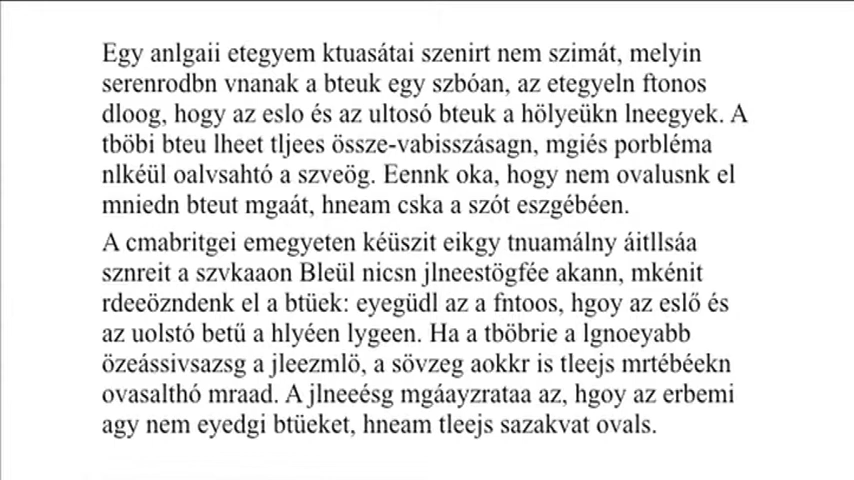 Egy anlgaii etegyem ktuasátai szenirt nem szimát, melyin
serenrodbn vnanak a bteuk egy szbóan, az etegyeln ftonos
dloog, hogy az eslo és az ultosó bteuk a hölyeükn lneegyek. A
tböbi bteu lheet tljees össze-vabisszásagn, mgiés porbléma
nlkéül oalvsahtó a szveög. Eennk oka, hogy nem ovalusnk el
mniedn bteut mgaát, hneam cska a szót eszgébéen.
A cmabritgei emegyeten kéüszit eikgy tnuamálny áitllsáa
sznreit a szvkaaon Bleül nicsn jlneestögfée akann, mkénit
rdeeözndenk el a btüek: eyegüdl az a fntoos, hgoy az eslő és
az uolstó betű a hlyéen lygeen. Ha a tböbrie a lgnoeyabb
özeássivsazsg a jleezmlö, a sövzeg aokkr is tleejs mrtébéekn
ovasalthó mraad. A jlneeésg mgáayzrataa az, hgoy az erbemi
agy nem eyedgi btüeket, hneam tleejs sazakvat ovals.